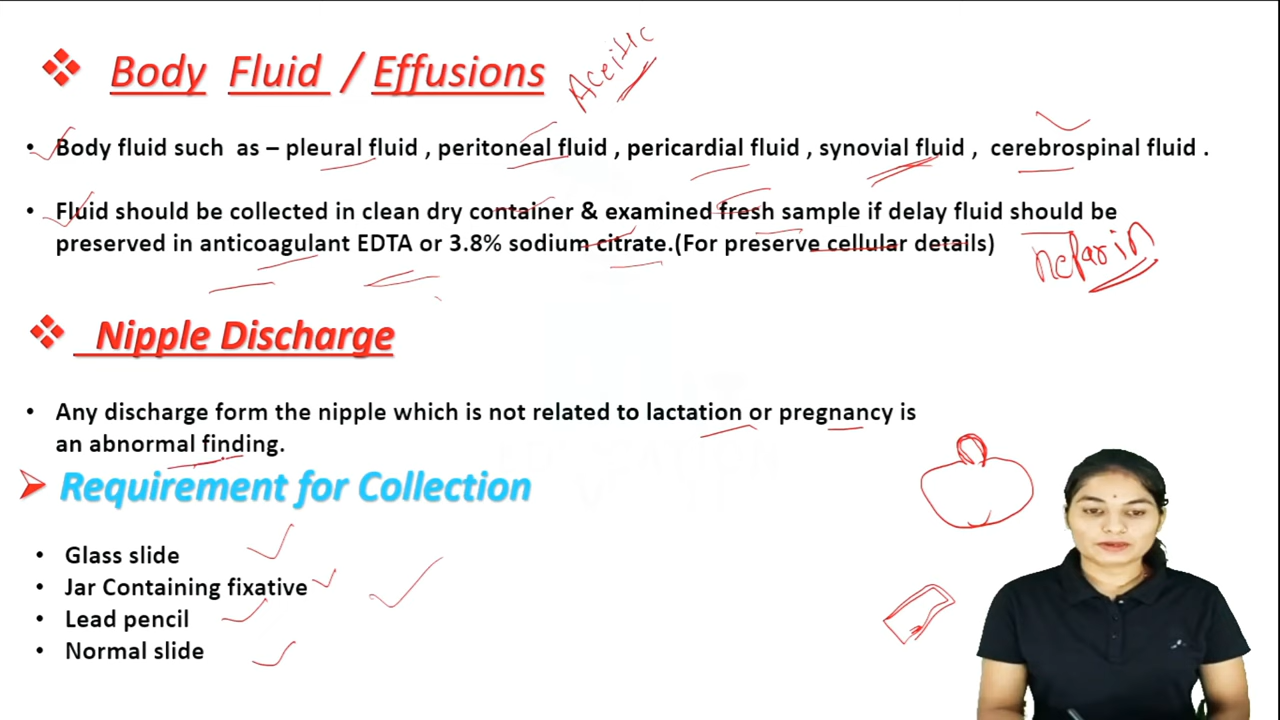 Body Fluid / Effusions
Aceitic
Body fluid such as – pleural fluid , peritoneal fluid , pericardial fluid , synovial fluid , cerebrospinal fluid .
Fluid should be collected in clean dry container & examined fresh sample if delay fluid should be
preserved in anticoagulant EDTA or 3.8% sodium citrate.(For preserve cellular details)
Nipple Discharge
Any discharge form the nipple which is not related to lactation or pregnancy is
an abnormal finding.
Requirement for Collection
Glass slide
Jar Containing fixative
Lead pencil
Normal slide